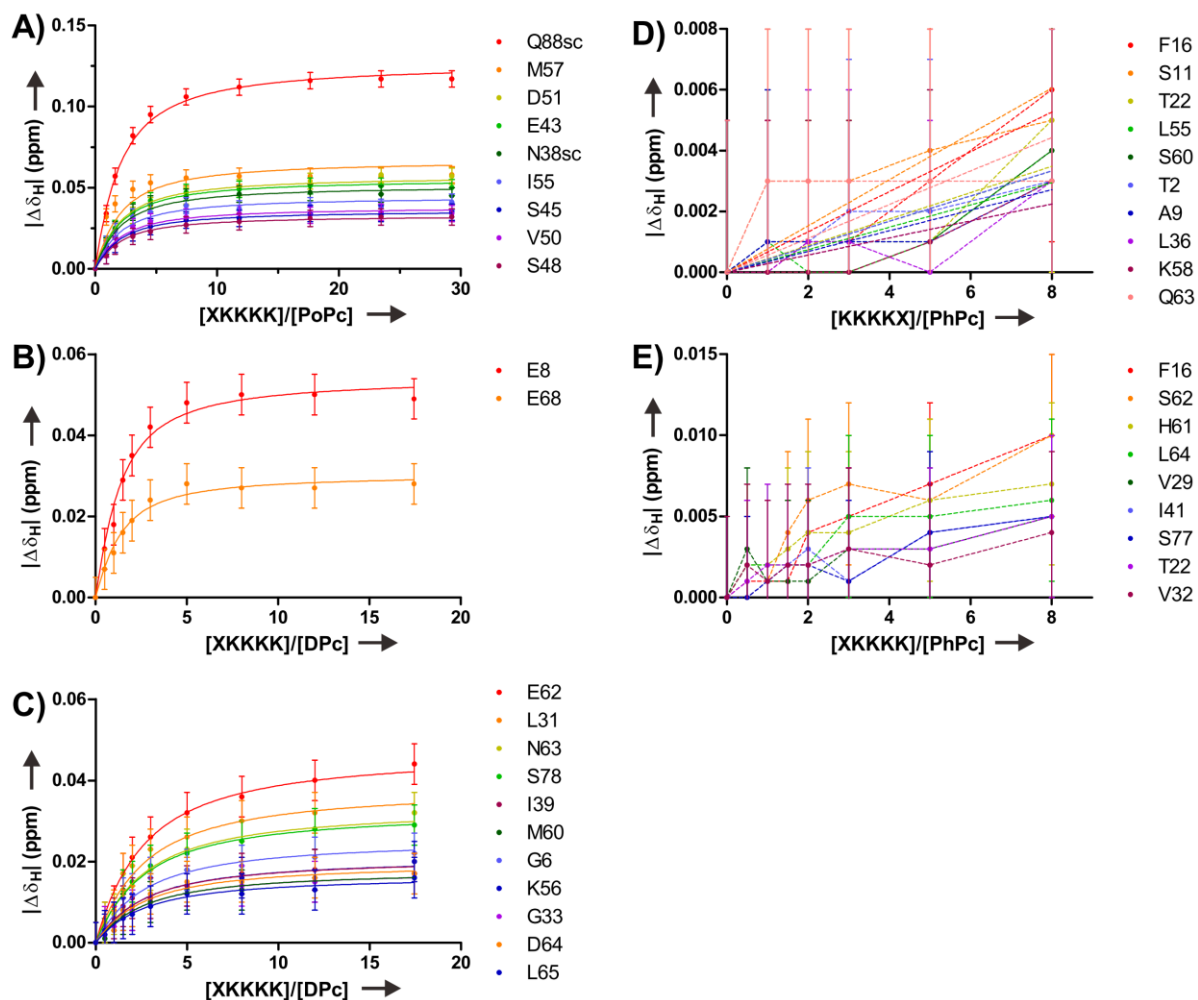 A)
|ΔδH| (ppm)
0.15
0.10
0.05
0.00
0 10 20 30
[XKKKK]/[PoPc]
Q88sc
M57
D51
E43
N38sc
I55
S45
V50
S48
B)
|ΔδH| (ppm)
0.06
0.04
0.02
0.00
0 5 10 15 20
[XKKKK]/[DPc]
E8
E68
C)
|ΔδH| (ppm)
0.06
0.04
0.02
0.00
0 5 10 15 20
[XKKKK]/[DPc]
E62
L31
N63
S78
I39
M60
G6
K56
G33
D64
L65
D)
|ΔδH| (ppm)
0.008
0.006
0.004
0.002
0.000
0 2 4 6 8
[KKKKX]/[PhPc]
F16
S11
T22
L55
S60
T2
A9
L36
K58
Q63
E)
|ΔδH| (ppm)
0.015
0.010
0.005
0.000
0 2 4 6 8
[XKKKK]/[PhPc]
F16
S62
H61
L64
V29
I41
S77
T22
V32